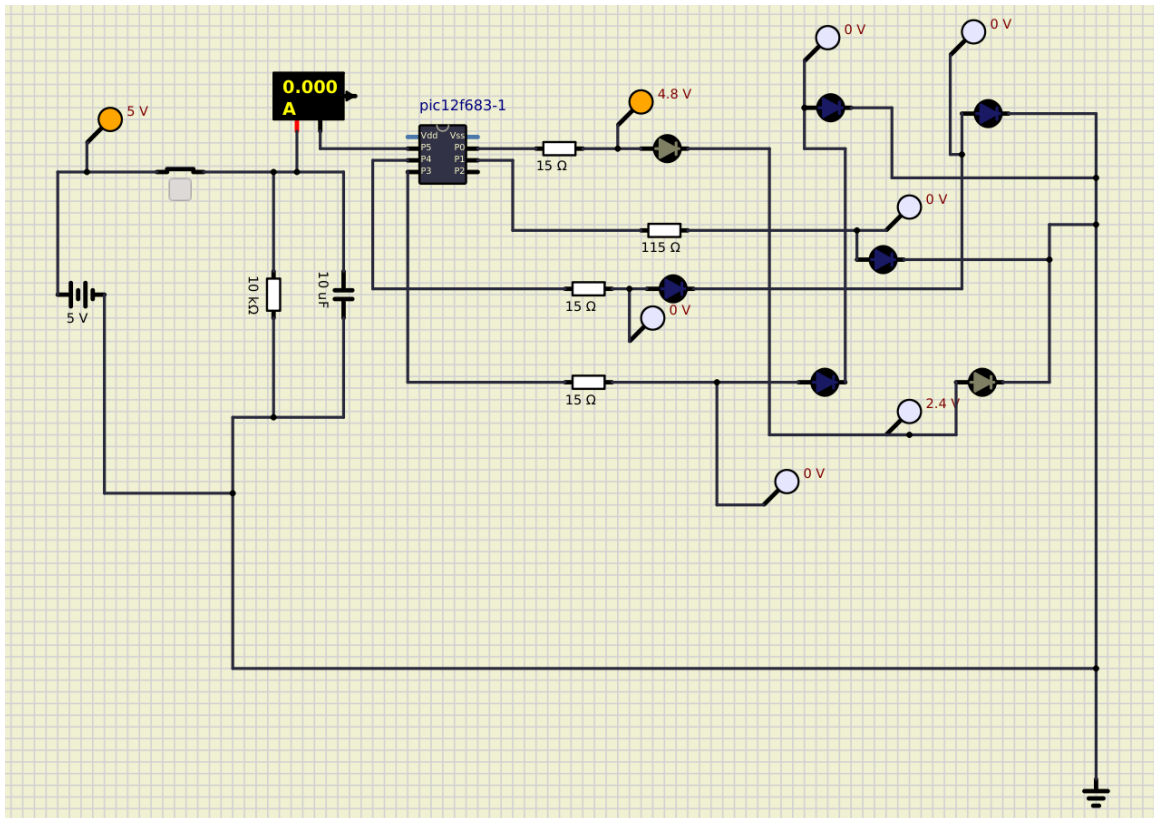 0 V
0 V
0.000
A
5 V
4.8 V
pic12f683-1
Vdd
Vss
P5
P0
P4
P1
P3
P2
15 Ω
0 V
115 Ω
10 kΩ
10 uF
5 V
15 Ω
0 V
15 Ω
2.4 V
0 V